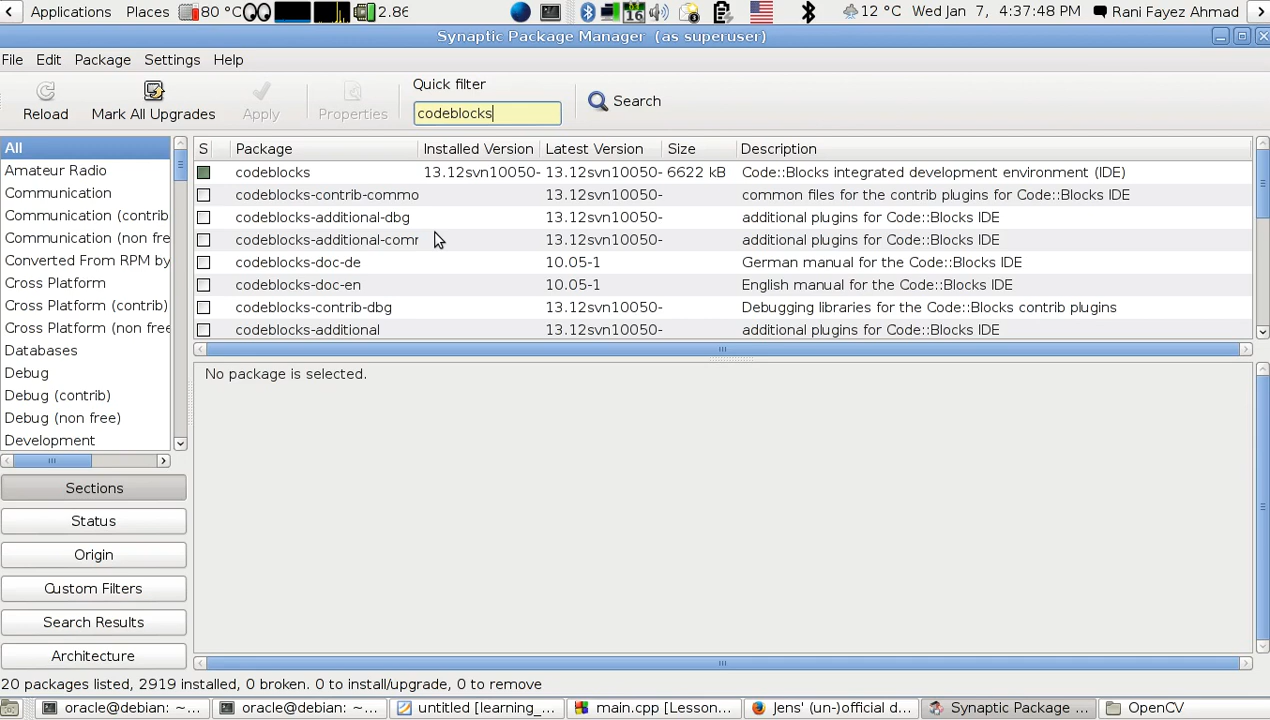 Applications Places 80 °C 2.8€ 16 12 °C Wed Jan 7, 4:37:48 PM Rani Fayez Ahmad
Synaptic Package Manager (as superuser)
File Edit Package Settings Help
Quick filter
Reload Mark All Upgrades Apply Properties codeblocks Search
All
Amateur Radio
Communication
Communication (contrib
Communication (non fre
Converted From RPM by
Cross Platform
Cross Platform (contrib)
Cross Platform (non free
Databases
Debug
Debug (contrib)
Debug (non free)
Development
Sections
Status
Origin
Custom Filters
Search Results
Architecture
S Package Installed Version Latest Version Size Description
codeblocks 13.12svn10050- 13.12svn10050- 6622 kB Code::Blocks integrated development environment (IDE)
codeblocks-contrib-commo 13.12svn10050- common files for the contrib plugins for Code::Blocks IDE
codeblocks-additional-dbg 13.12svn10050- additional plugins for Code::Blocks IDE
codeblocks-additional-comr 13.12svn10050- additional plugins for Code::Blocks IDE
codeblocks-doc-de 10.05-1 German manual for the Code::Blocks IDE
codeblocks-doc-en 10.05-1 English manual for the Code::Blocks IDE
codeblocks-contrib-dbg 13.12svn10050- Debugging libraries for the Code::Blocks contrib plugins
codeblocks-additional 13.12svn10050- additional plugins for Code::Blocks IDE
No package is selected.
20 packages listed, 2919 installed, 0 broken. 0 to install/upgrade, 0 to remove
oracle@debian: ~... oracle@debian: ~... untitled [learning_... main.cpp [Lesson... Jens' (un-)official d... Synaptic Package ... OpenCV